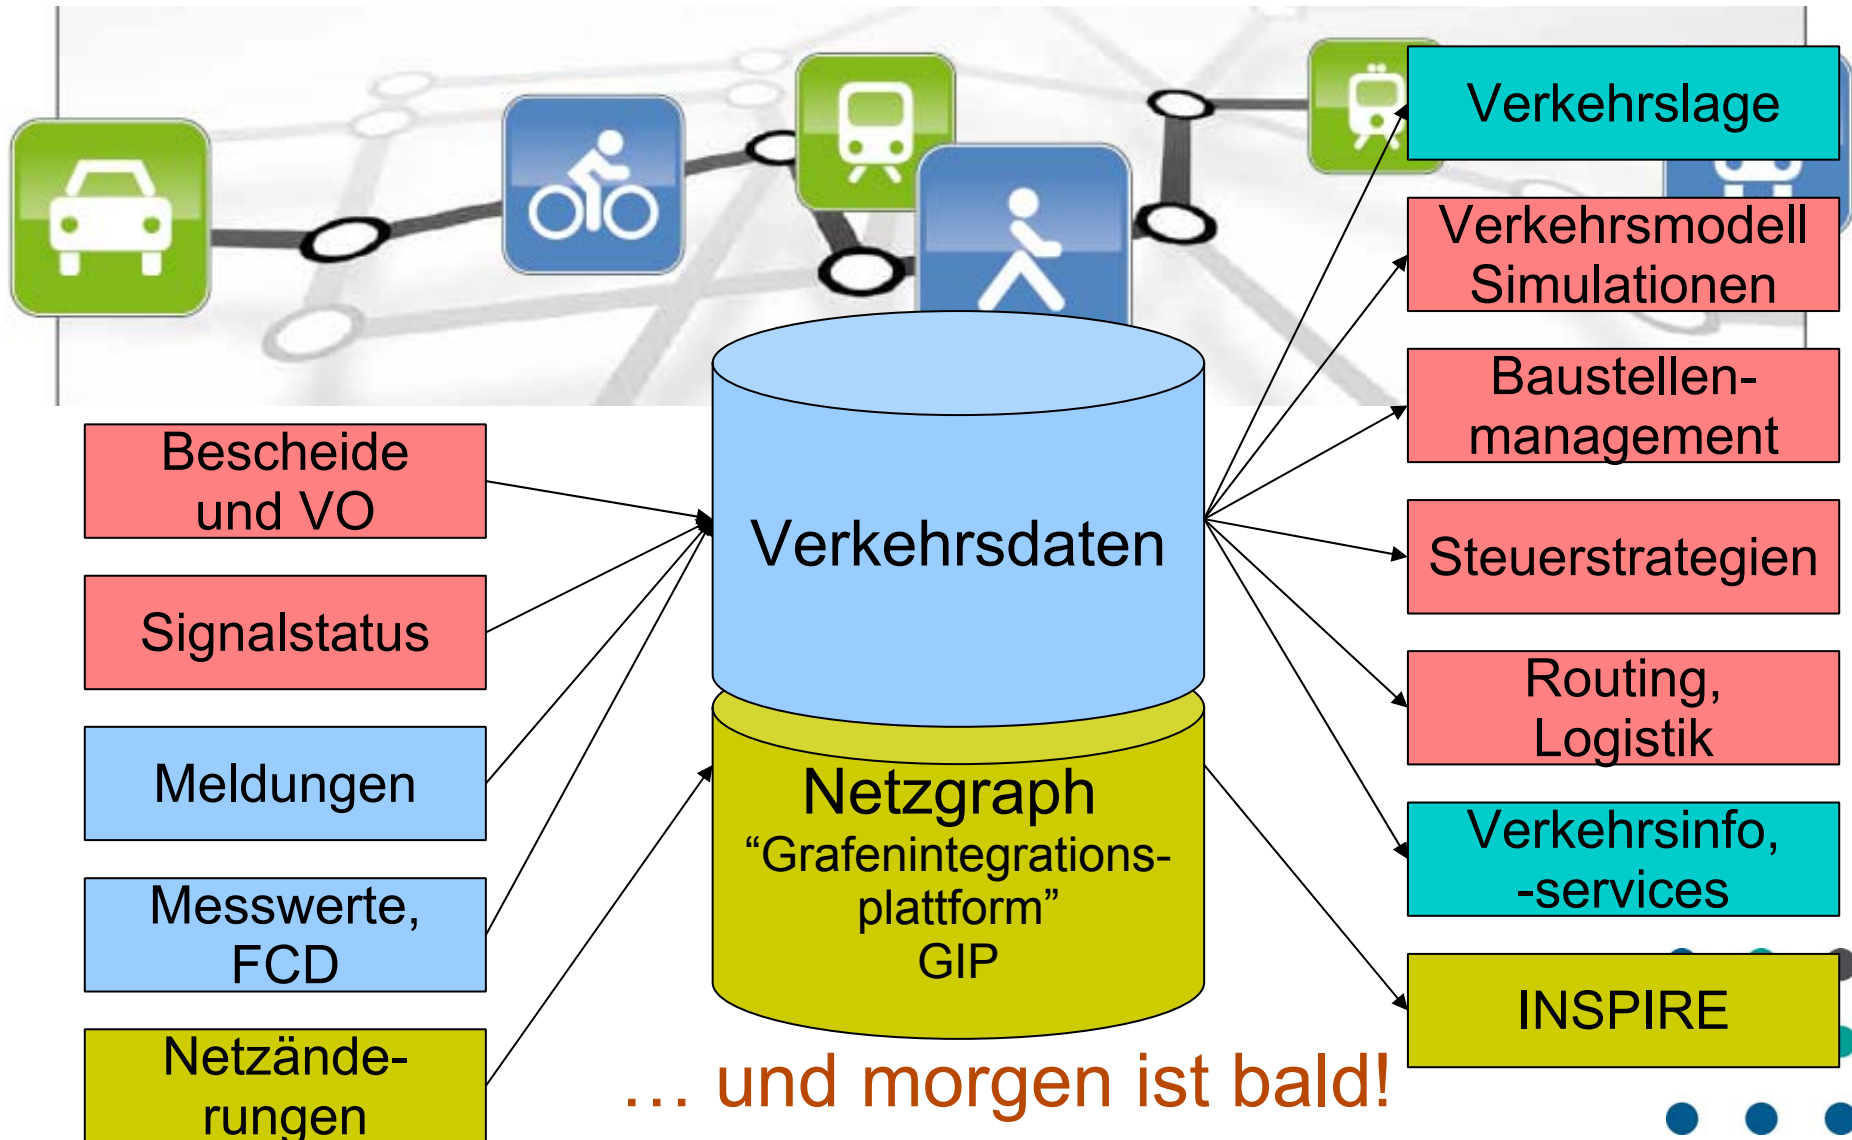 Verkehrslage
Verkehrsmodell
Simulationen
Baustellen-
management
Steuerstrategien
Routing,
Logistik
Verkehrsinfo,
-services
INSPIRE
Bescheide
und VO
Signalstatus
Meldungen
Messwerte,
FCD
Netzände-
rungen
Verkehrsdaten
Netzgraph
“Grafenintegrations-
plattform”
GIP
… und morgen ist bald!